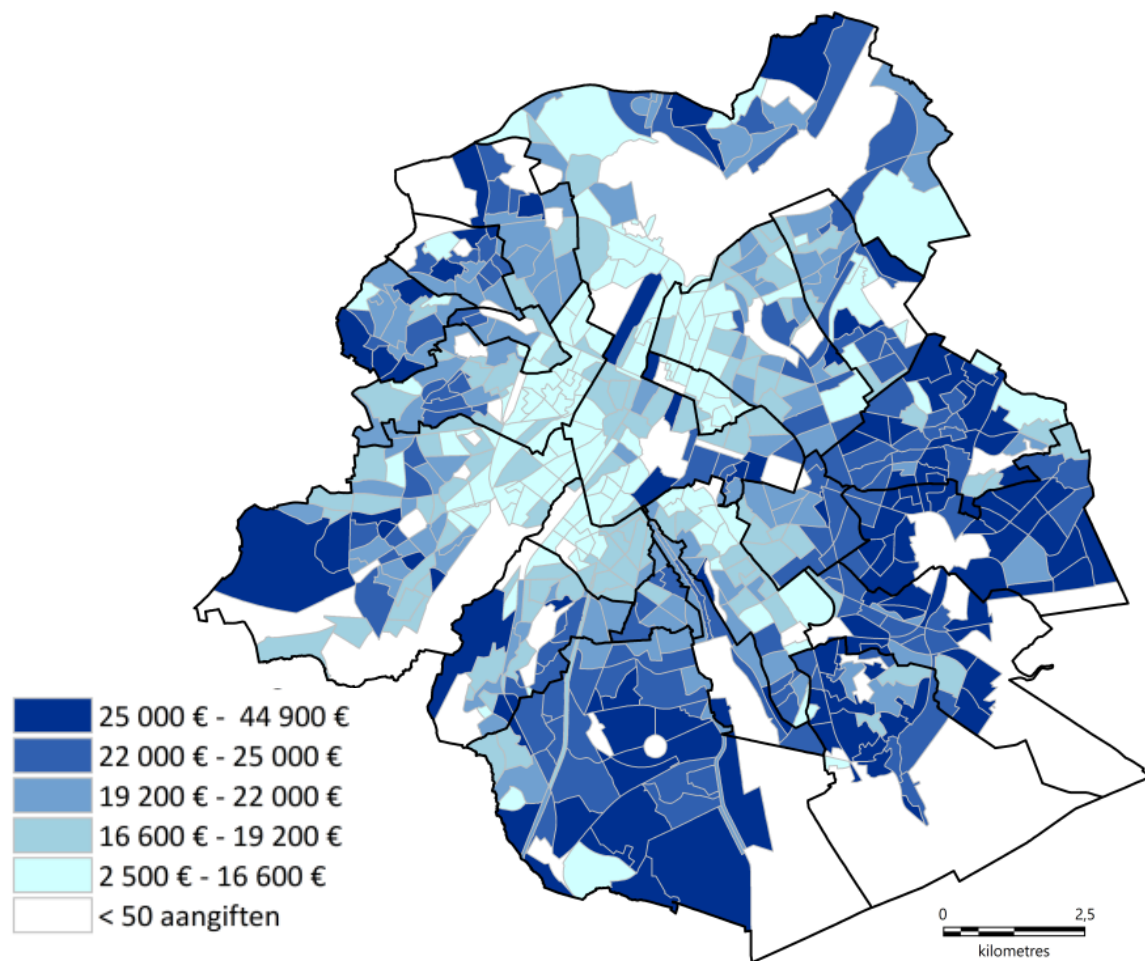 25 000 € - 44 900 €
22 000 € - 25 000 €
19 200 € - 22 000 €
16 600 € - 19 200 €
2 500 € - 16 600 €
< 50 aangiften
0 2,5
kilometres